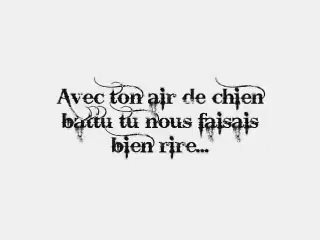 Avec ton air de chien
battu tu nous faisais
bien rire...